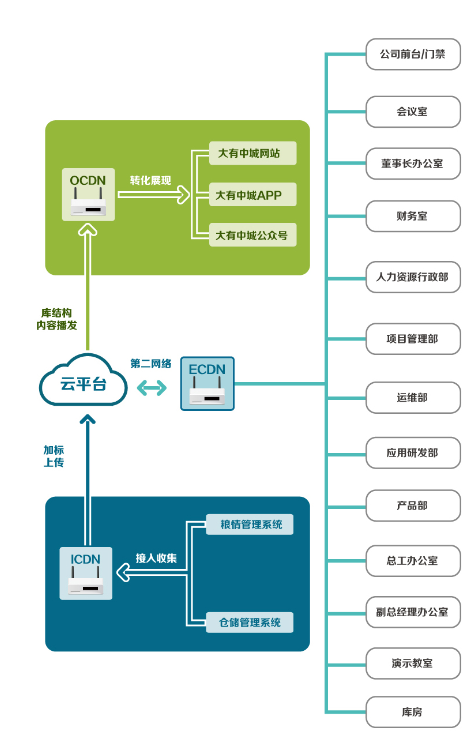 公司前台/门禁
会议室
董事长办公室
财务室
人力资源行政部
项目管理部
运维部
应用研发部
产品部
总工办公室
副总经理办公室
演示教室
库房
OCDN
转化展现
大有中城网站
大有中城APP
大有中城公众号
库结构
内容播发
云平台
第二网络
ECDN
加标
上传
ICDN
接入收集
粮情管理系统
仓储管理系统